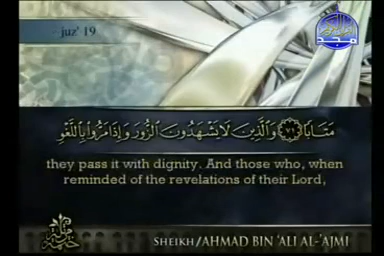 - juz' 19
مَتَابًا ﴿٧١﴾ وَالَّذِينَ لَا يَشْهَدُونَ الزُّورَ وَإِذَا مَرُّوا بِاللَّغْوِ
they pass it with dignity. And those who, when
reminded of the revelations of their Lord,
SHEIKH/AHMAD BIN 'ALI AL-'AJMI